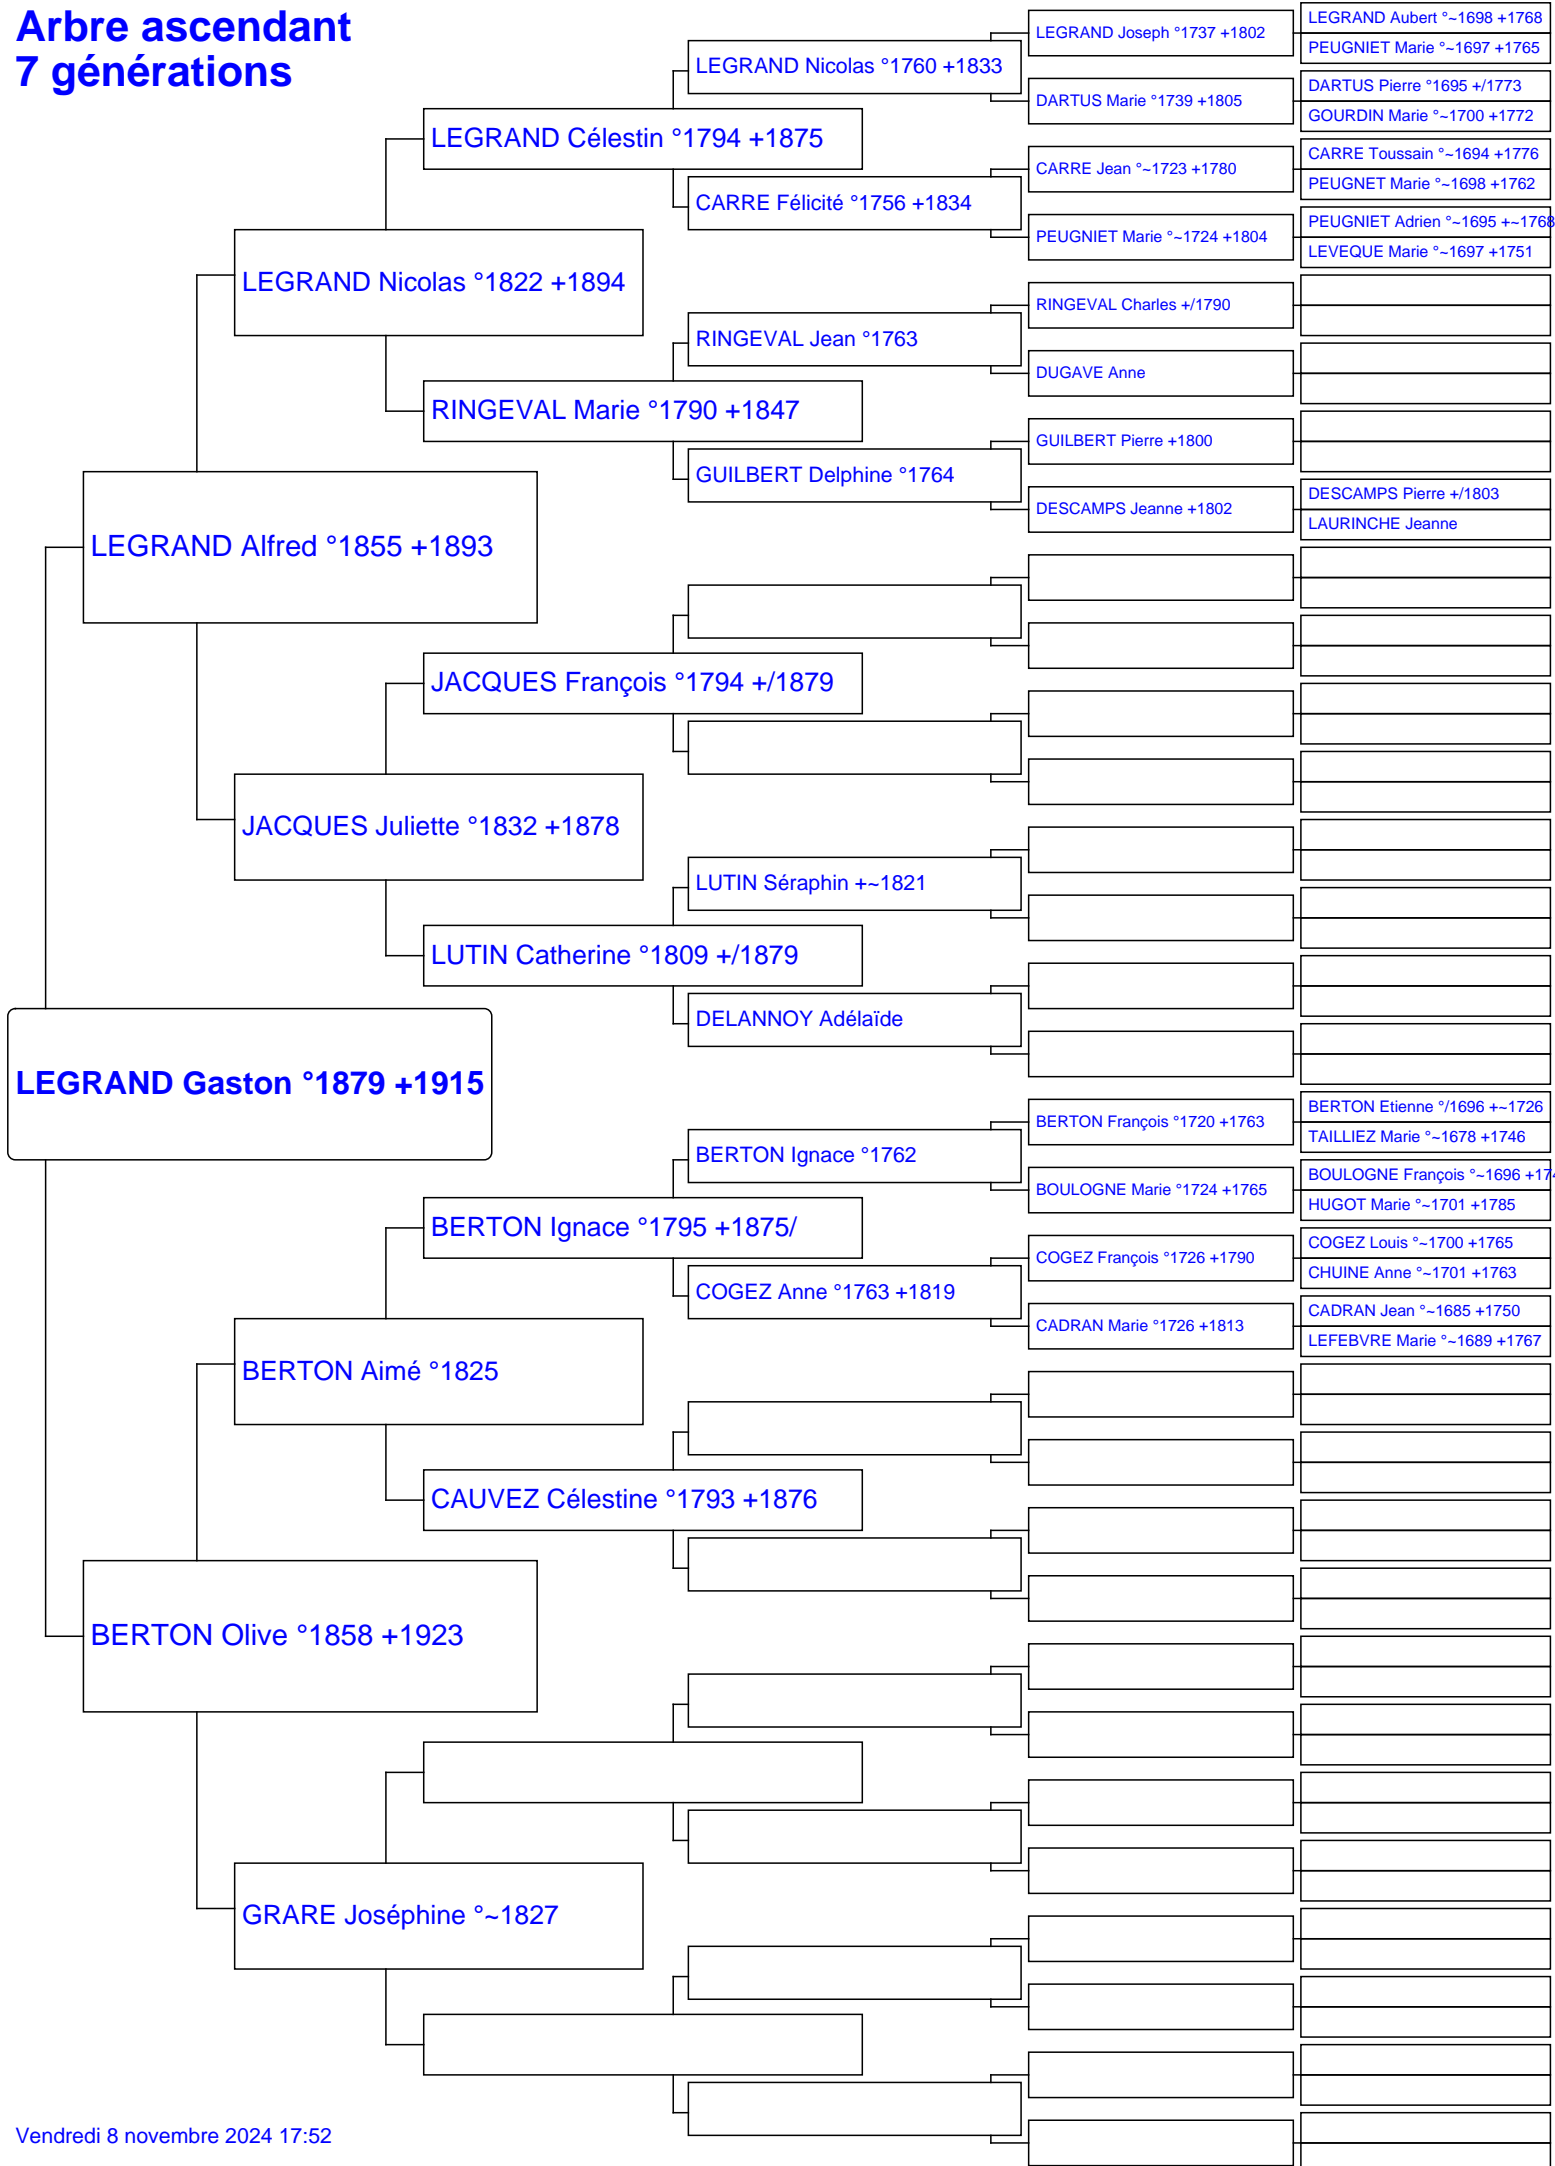 Arbre ascendant
7 générations
LEGRAND Gaston °1879 +1915
LEGRAND Alfred °1855 +1893
BERTON Olive °1858 +1923
LEGRAND Nicolas °1822 +1894
JACQUES Juliette °1832 +1878
BERTON Aimé °1825
GRARE Joséphine °~1827
LEGRAND Célestin °1794 +1875
RINGEVAL Marie °1790 +1847
JACQUES François °1794 +/1879
LUTIN Catherine °1809 +/1879
BERTON Ignace °1795 +1875/
CAUVEZ Célestine °1793 +1876
LEGRAND Nicolas °1760 +1833
CARRE Félicité °1756 +1834
RINGEVAL Jean °1763
GUILBERT Delphine °1764
LUTIN Séraphin +~1821
DELANNOY Adélaïde
BERTON Ignace °1762
COGEZ Anne °1763 +1819
LEGRAND Joseph °1737 +1802
DARTUS Marie °1739 +1805
CARRE Jean °~1723 +1780
PEUGNIET Marie °~1724 +1804
RINGEVAL Charles +/1790
DUGAVE Anne
GUILBERT Pierre +1800
DESCAMPS Jeanne +1802
BERTON François °1720 +1763
BOULOGNE Marie °1724 +1765
COGEZ François °1726 +1790
CADRAN Marie °1726 +1813
LEGRAND Aubert °~1698 +1768
PEUGNIET Marie °~1697 +1765
DARTUS Pierre °1695 +/1773
GOURDIN Marie °~1700 +1772
CARRE Toussain °~1694 +1776
PEUGNET Marie °~1698 +1762
PEUGNIET Adrien °~1695 +~1768
LEVEQUE Marie °~1697 +1751
DESCAMPS Pierre +/1803
LAURINCHE Jeanne
BERTON Etienne °/1696 +~1726
TAILLIEZ Marie °~1678 +1746
BOULOGNE François °~1696
HUGOT Marie °~1701 +1785
COGEZ Louis °~1700 +1765
CHUINE Anne °~1701 +1763
CADRAN Jean °~1685 +1750
LEFEBVRE Marie °~1689 +1767
Vendredi 8 novembre 2024 17:52